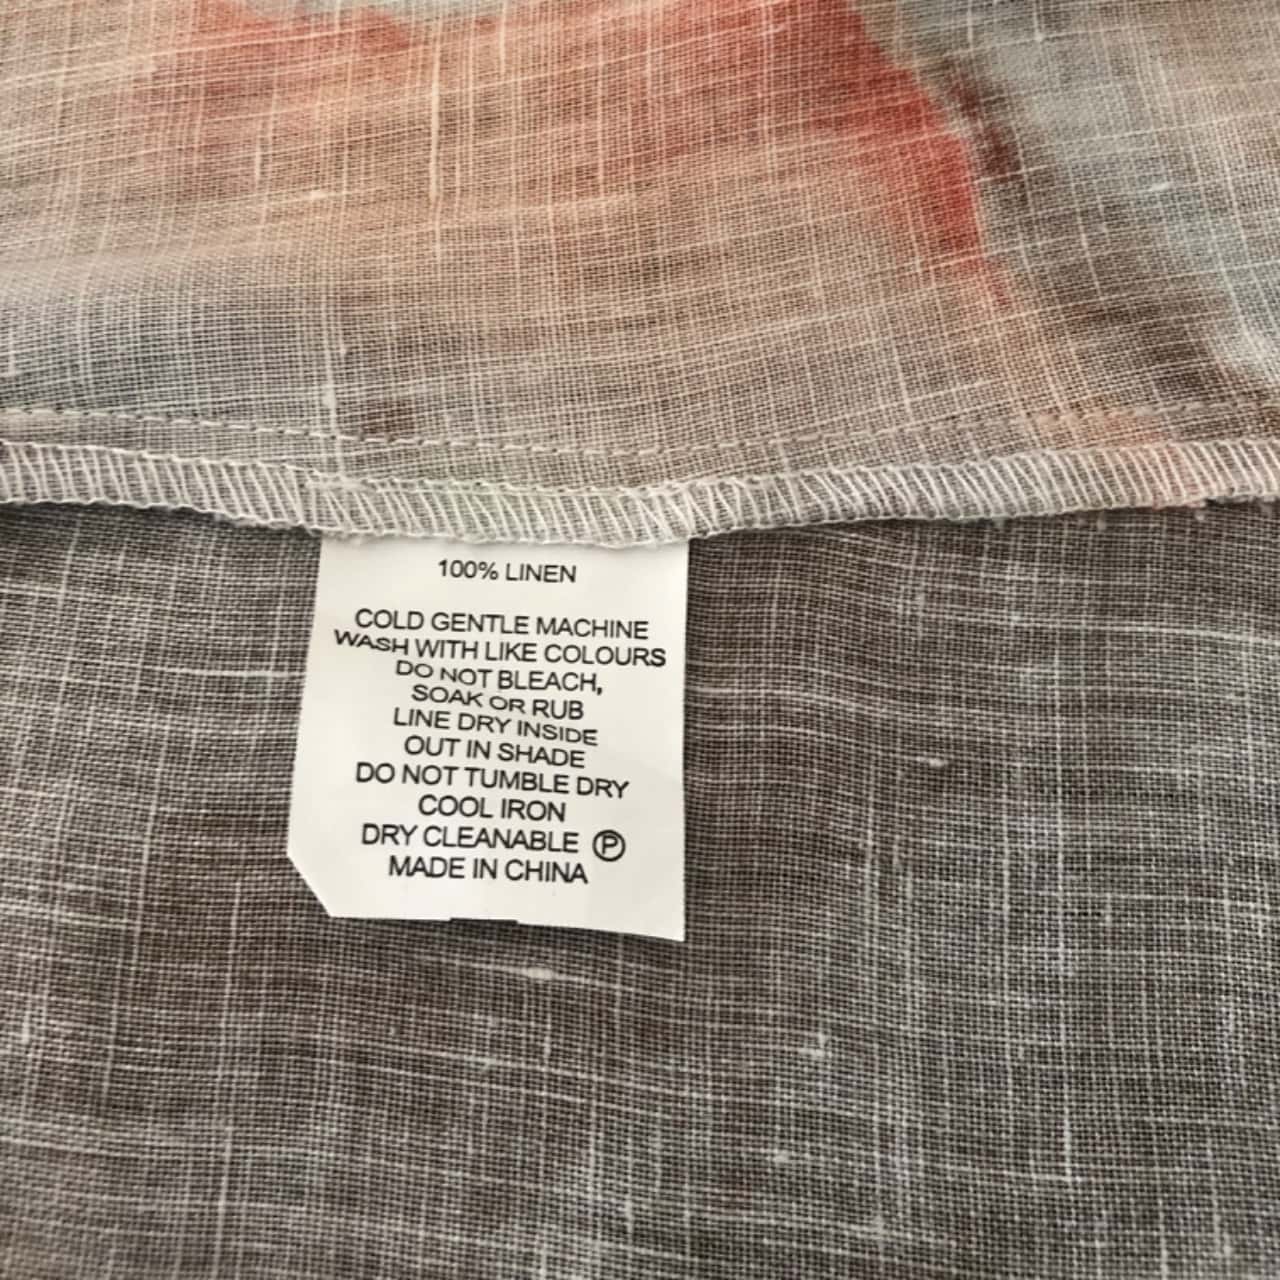 100% LINEN
COLD GENTLE MACHINE
WASH WITH LIKE COLOURS
DO NOT BLEACH,
SOAK OR RUB
LINE DRY INSIDE
OUT IN SHADE
DO NOT TUMBLE DRY
COOL IRON
DRY CLEANABLE Ⓟ
MADE IN CHINA